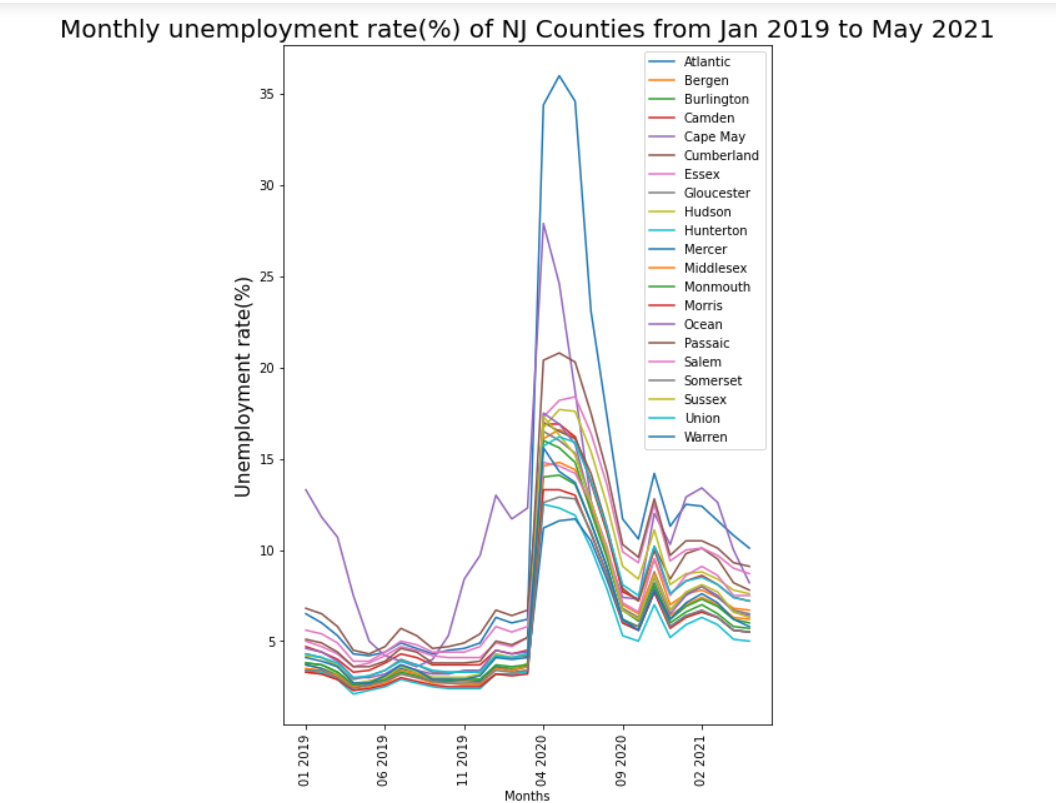 Monthly unemployment rate(%) of NJ Counties from Jan 2019 to May 2021
Atlantic
Bergen
Burlington
Camden
Cape May
Cumberland
Essex
Gloucester
Hudson
Hunterton
Mercer
Middlesex
Monmouth
Morris
Ocean
Passaic
Salem
Somerset
Sussex
Union
Warren
Unemployment rate(%)
35
30
25
20
15
10
5
01 2019
06 2019
11 2019
04 2020
09 2020
02 2021
Months